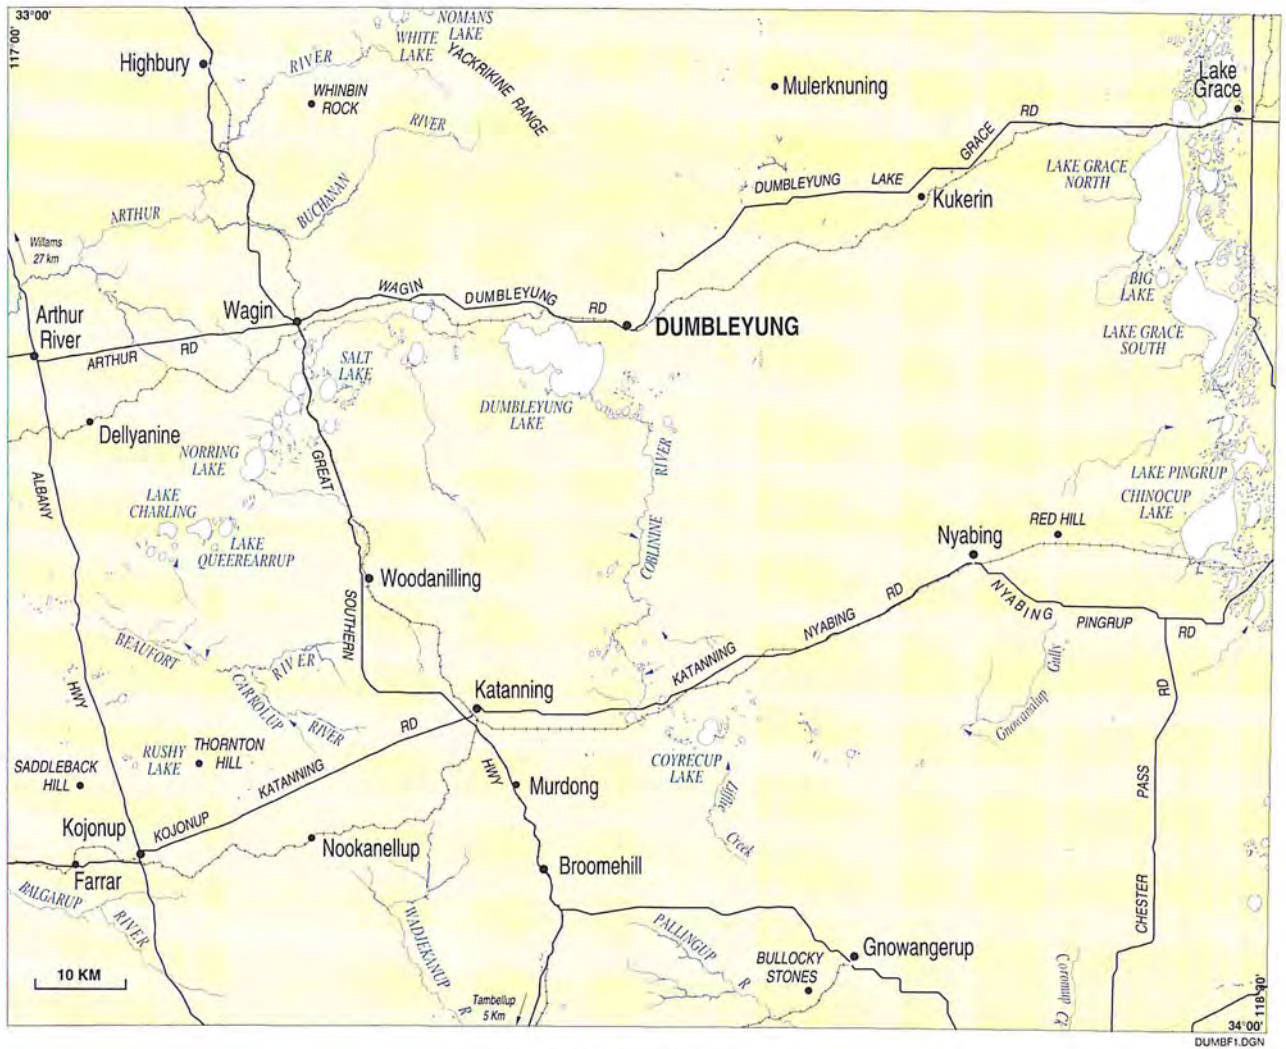 33°00'
117°00'
Highbury
RIVER
WHITE
LAKE
NOMANS
LAKE
YACKRIKINE RANGE
WHINBIN
ROCK
RIVER
BUCHANAN
ARTHUR
Mulerknuning
Lake
Grace
RD
GRACE
LAKE
DUMBLEYUNG
Kukerin
LAKE GRACE
NORTH
BIG
LAKE
LAKE GRACE
SOUTH
Willams
27 km
Arthur
River
Wagin
WAGIN
DUMBLEYUNG
RD
DUMBLEYUNG
ARTHUR
RD
SALT
LAKE
DUMBLEYUNG
LAKE
Dellyanine
NORRING
LAKE
GREAT
RIVER
ALBANY
LAKE
CHARLING
LAKE
QUEEREARRUP
COBLININE
LAKE PINGRUP
CHINOCUP
LAKE
RED HILL
Nyabing
Woodanilling
SOUTHERN
NYABING
PINGRUP
RD
KATANNING
NYABING
RD
BEAUFORT
RIVER
CARROLUP
RIVER
HWY
Katanning
RD
Gully
Gnowanalup
RD
RUSHY
LAKE
THORNTON
HILL
SADDLEBACK
HILL
KATANNING
KOJONUP
HWY
Murdong
COYRECUP
LAKE
Liffite
Creek
PASS
CHESTER
Kojonup
Farrar
Nookanellup
Broomehill
BALGARUP
RIVER
WADJEKANUP
R
PALLINGUP
R
BULLOCKY
STONES
Gnowangerup
Coromup Ck
10 KM
Tambellup
5 Km
118°30'
34°00'
DUMBF1.DGN